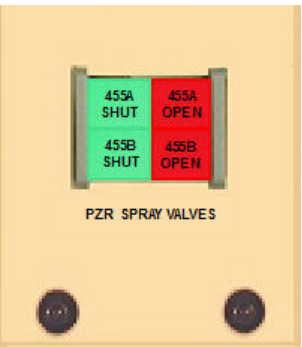 455A 455A
SHUT OPEN
455B 455B
SHUT OPEN
PZR SPRAY VALVES